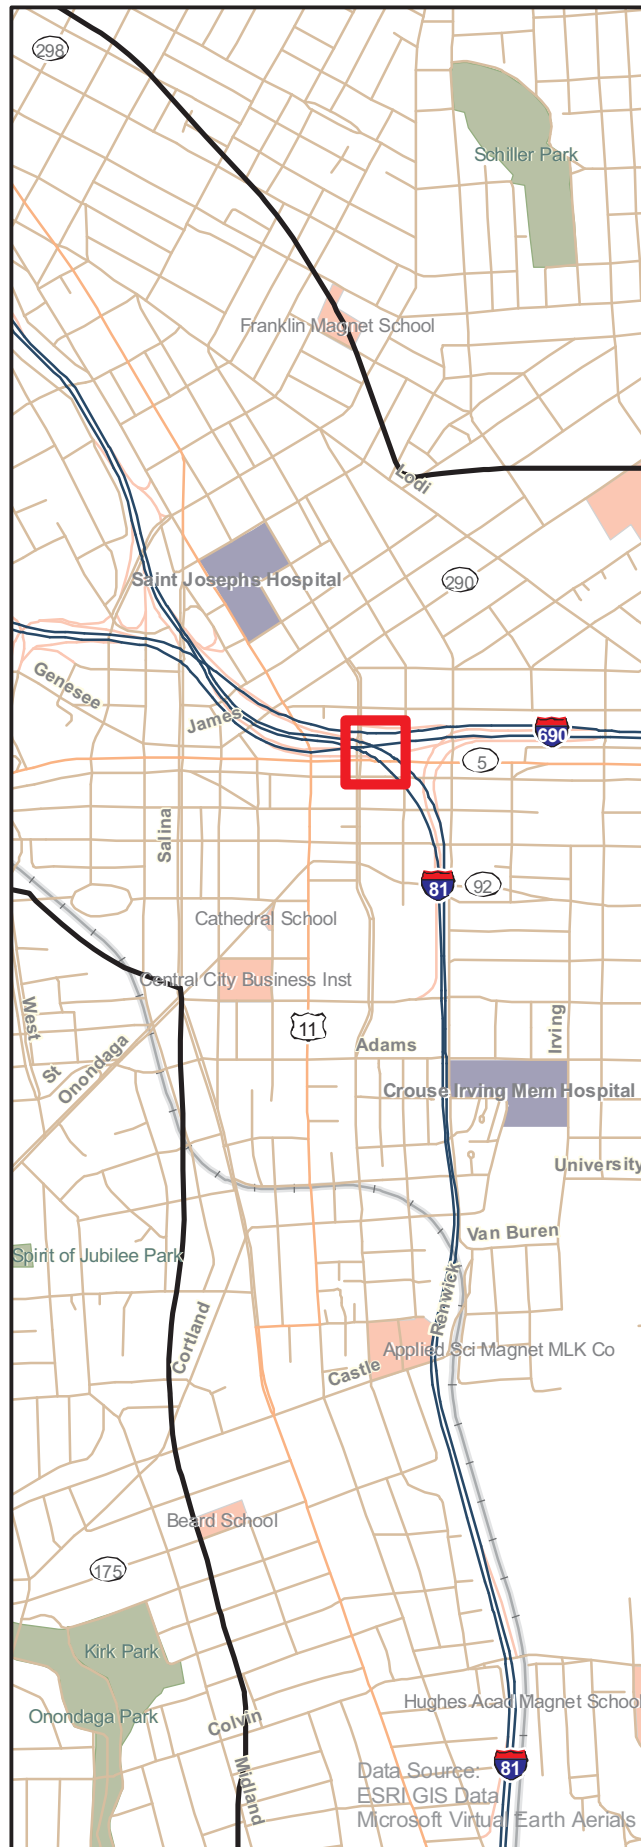 298
Schiller Park
Franklin Magnet School
Lodi
Saint Josephs Hospital
290
Genesee
James
690
5
Salina
81
92
Cathedral School
Central City Business Inst
West
11
Irving
Adams
St
Onondaga
Crouse Irving Mem Hospital
University
Van Buren
Spirit of Jubilee Park
Renwick
Cortland
Applied Sci Magnet MLK Co
Castle
Beard School
175
Kirk Park
Hughes Acad Magnet School
Onondaga Park
Colvin
Midland
81
Data Source:
ESRI GIS Data
Microsoft Virtual Earth Aerials